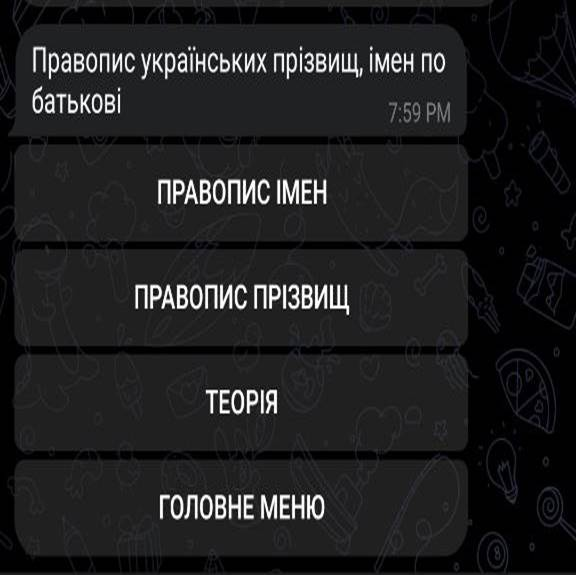 Правопис українських прізвищ, імен по
батькові
7:59 PM
ПРАВОПИС ІМЕН
ПРАВОПИС ПРІЗВИЩ
ТЕОРІЯ
ГОЛОВНЕ МЕНЮ